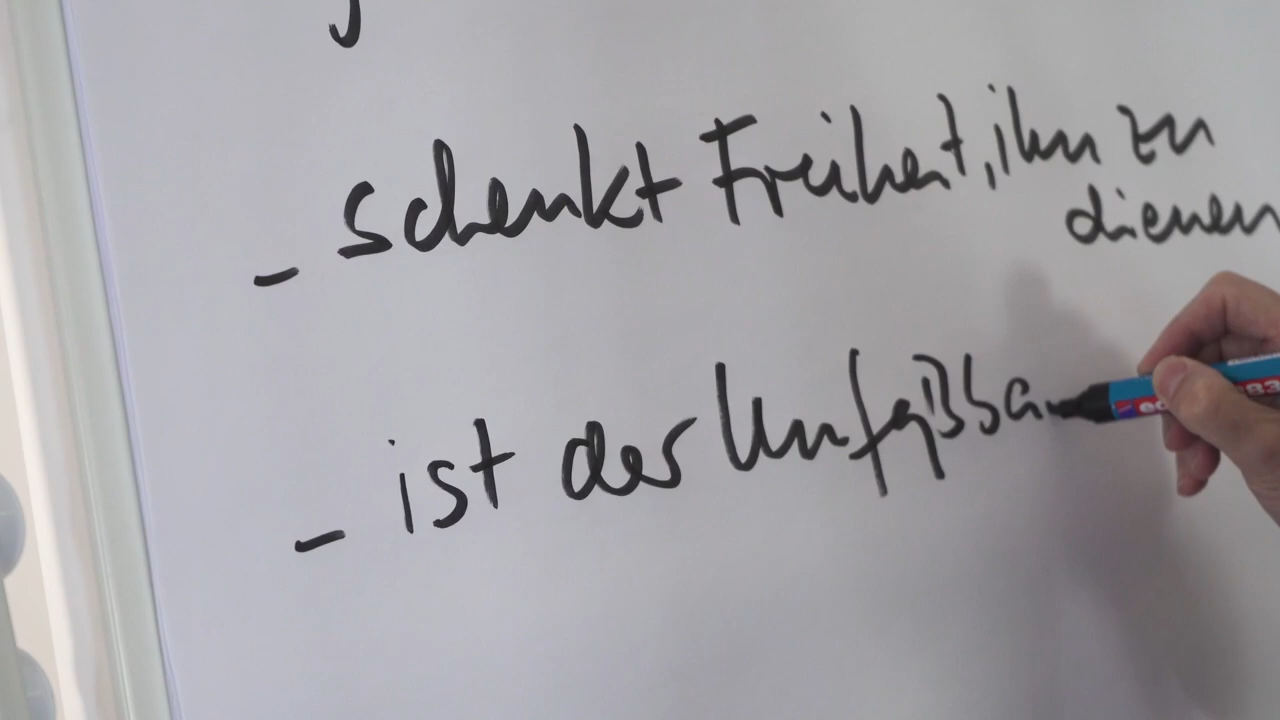 - schenkt Freiheit, ihm zu
dienen
- ist der Unfaßba